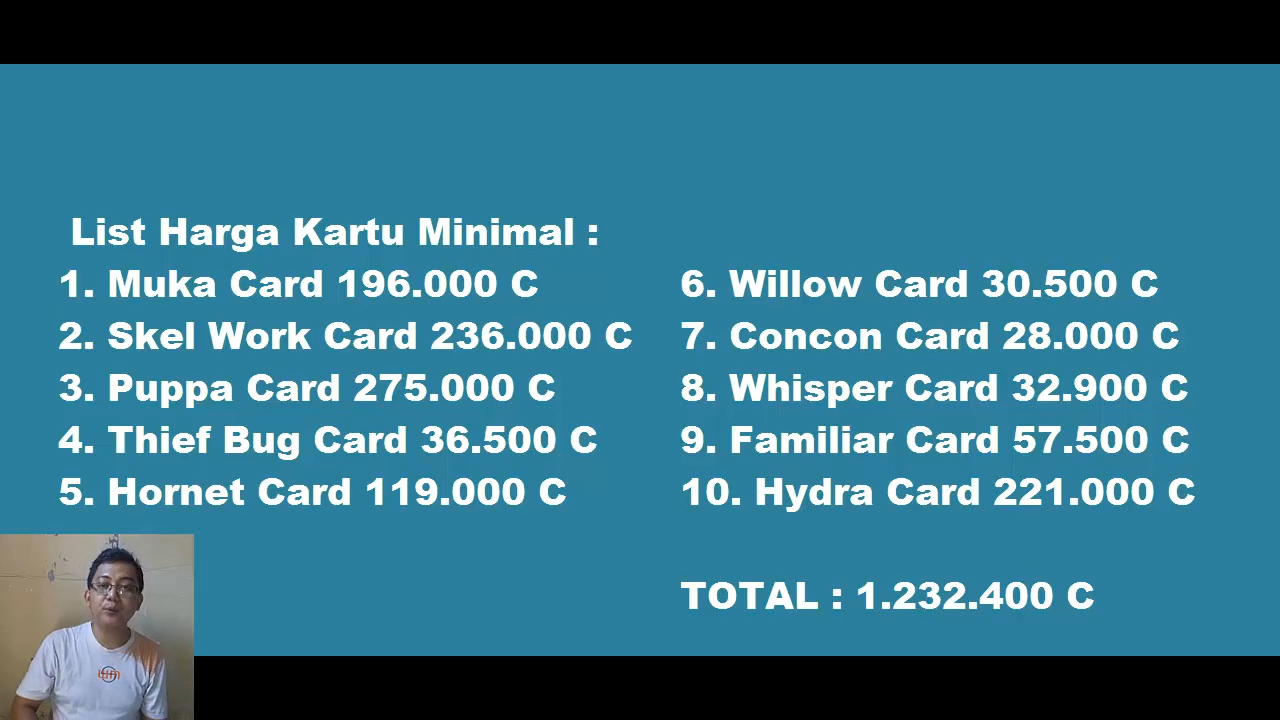 List Harga Kartu Minimal :
1. Muka Card 196.000 C
2. Skel Work Card 236.000 C
3. Puppa Card 275.000 C
4. Thief Bug Card 36.500 C
5. Hornet Card 119.000 C
6. Willow Card 30.500 C
7. Concon Card 28.000 C
8. Whisper Card 32.900 C
9. Familiar Card 57.500 C
10. Hydra Card 221.000 C
TOTAL : 1.232.400 C